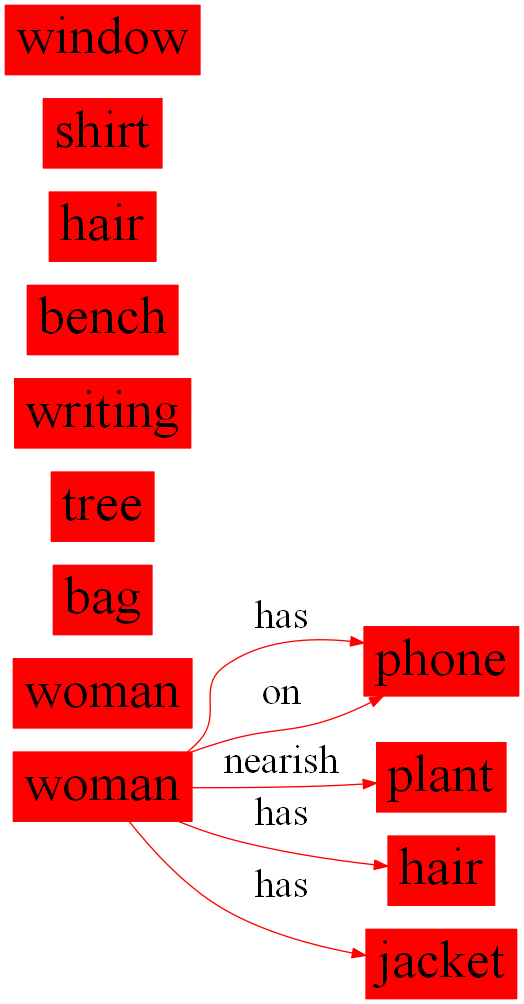 window
shirt
hair
bench
writing
tree
bag
has
phone
woman
on
nearish
woman
plant
has
hair
has
jacket